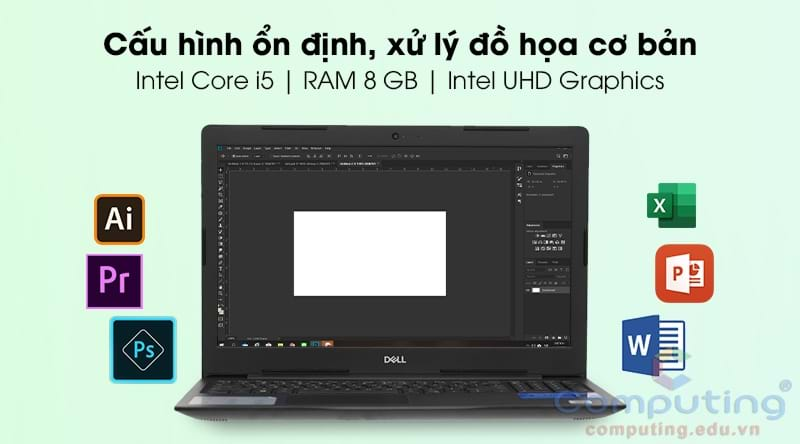 Cấu hình ổn định, xử lý đồ họa cơ bản
Intel Core i5 | RAM 8 GB | Intel UHD Graphics
Ai
Pr
Ps
X
P
W
DELL
Computing®
computing.edu.vn